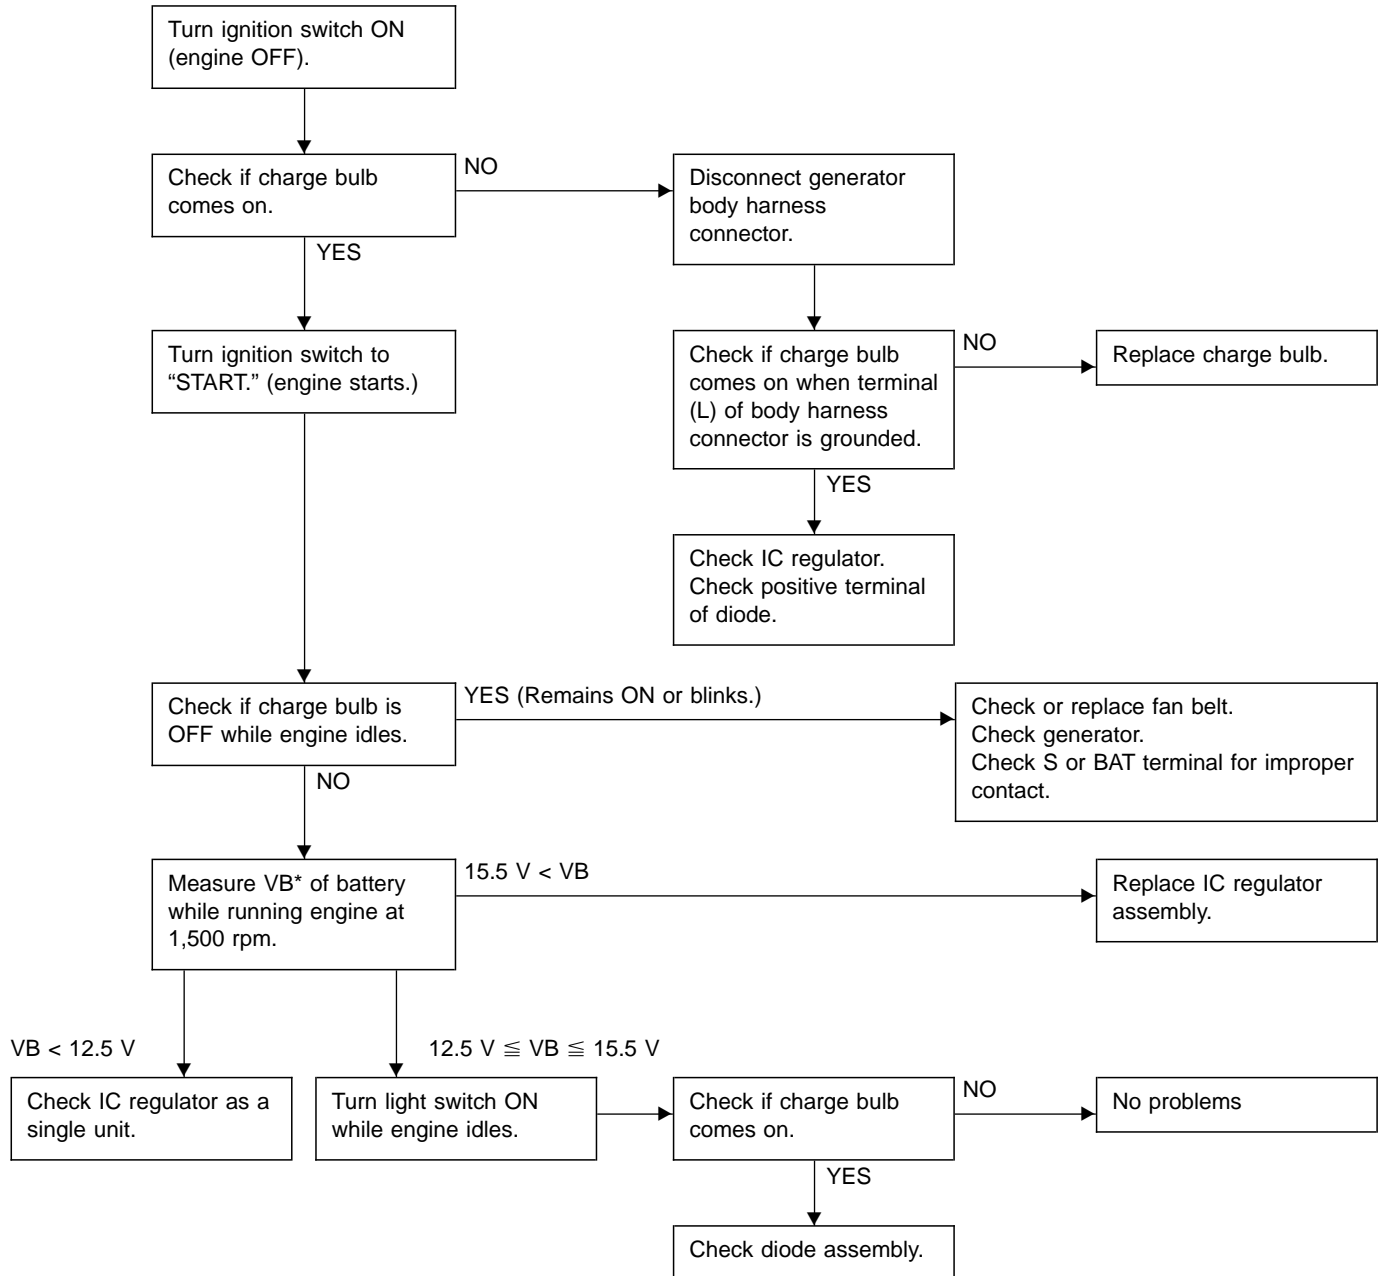 Turn ignition switch ON
(engine OFF).
Check if charge bulb
comes on.
NO
Disconnect generator
body harness
connector.
YES
Turn ignition switch to
“START.” (engine starts.)
Check if charge bulb
comes on when terminal
(L) of body harness
connector is grounded.
NO
Replace charge bulb.
YES
Check IC regulator.
Check positive terminal
of diode.
Check if charge bulb is
OFF while engine idles.
YES (Remains ON or blinks.)
Check or replace fan belt.
Check generator.
Check S or BAT terminal for improper
contact.
NO
Measure VB* of battery
while running engine at
1,500 rpm.
15.5 V < VB
Replace IC regulator
assembly.
VB < 12.5 V
12.5 V ≦ VB ≦ 15.5 V
Check IC regulator as a
single unit.
Turn light switch ON
while engine idles.
Check if charge bulb
comes on.
NO
No problems
YES
Check diode assembly.